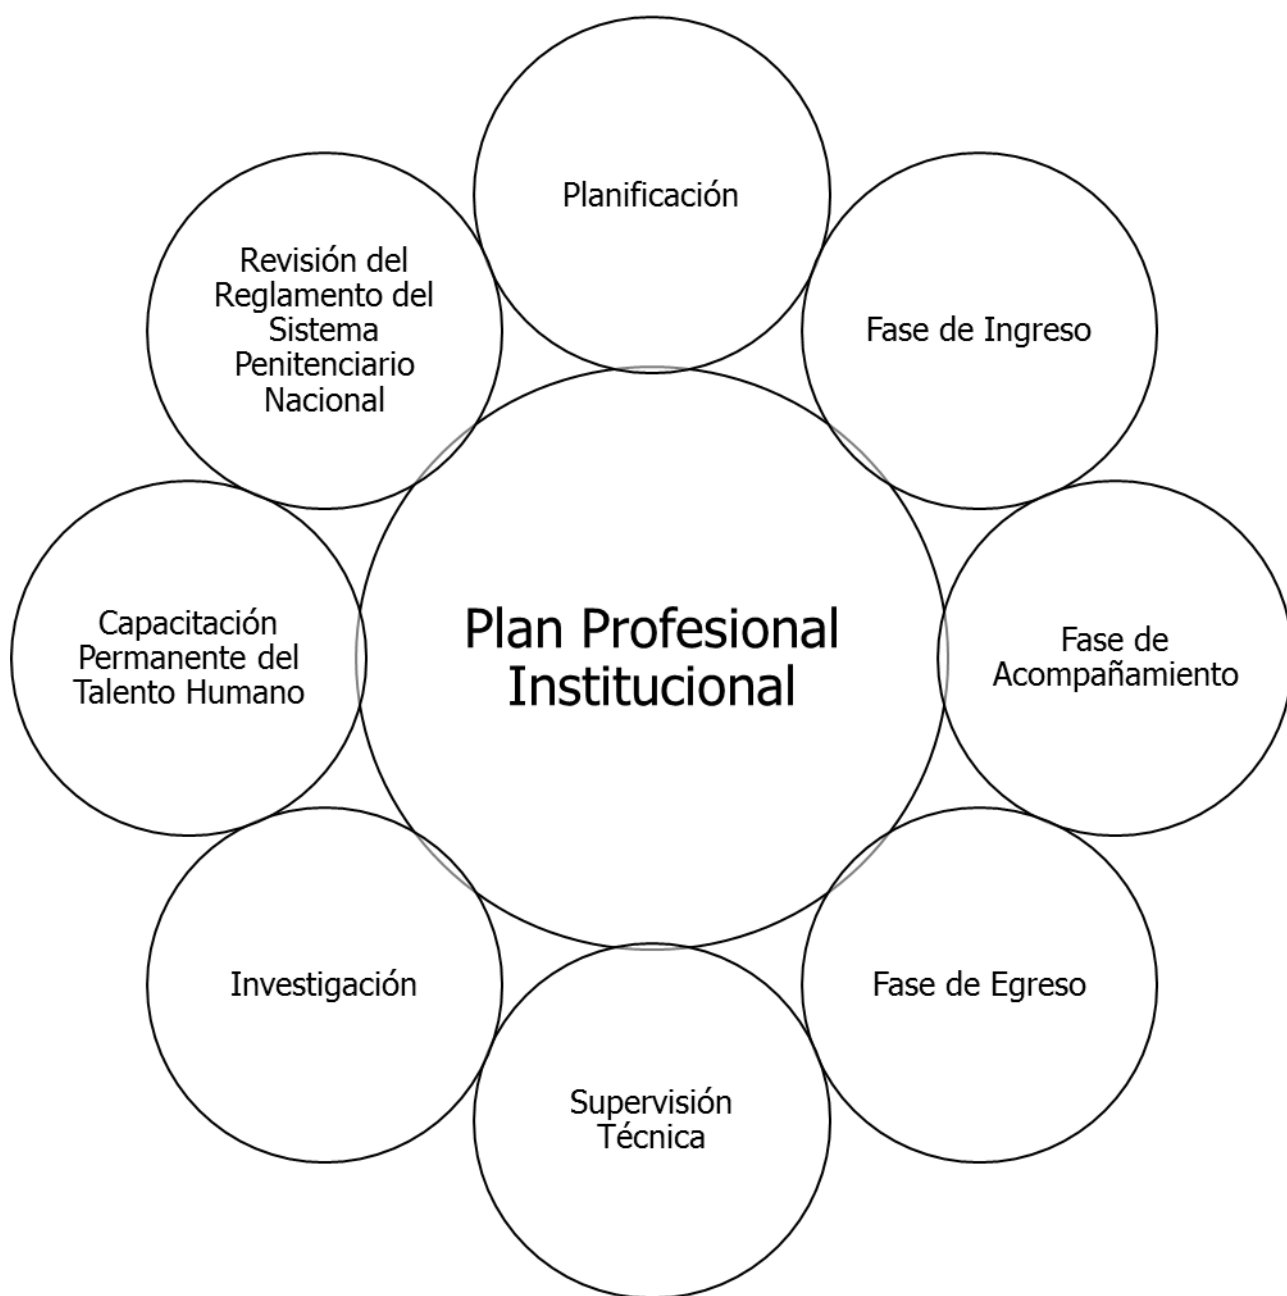 Planificación
Revisión del
Reglamento del
Sistema
Penitenciario
Nacional
Fase de Ingreso
Capacitación
Permanente del
Talento Humano
Plan Profesional
Institucional
Fase de
Acompañamiento
Investigación
Fase de Egreso
Supervisión
Técnica